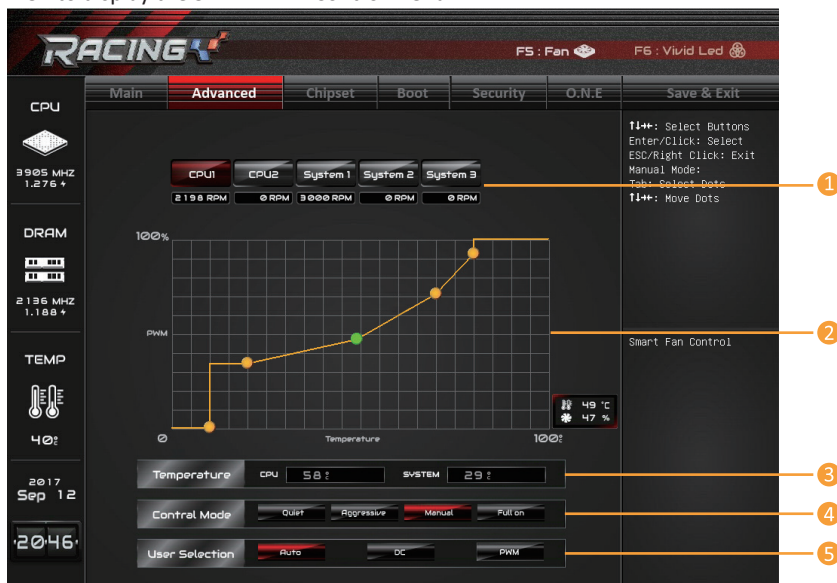 RACING
F5 : Fan
F6 : Vivid Led
Main Advanced Chipset Boot Security O.N.E Save & Exit
CPU
3905 MHZ
1.276
DRAM
2136 MHZ
1.188
TEMP
40
2017
Sep 12
20:46
CPU1 CPU2 System 1 System 2 System 3
2198 RPM 0 RPM 3000 RPM 0 RPM 0 RPM
100%
PWM
0 Temperature 100
49 °C
47 %
Temperature CPU 58 SYSTEM 29
Contral Mode Quiet Aggressive Manual Full on
User Selection Auto DC PWM
↑↓→←: Select Buttons
Enter/Click: Select
ESC/Right Click: Exit
Manual Mode:
Tab: Select Dots
↑↓→←: Move Dots
Smart Fan Control
1
2
3
4
5